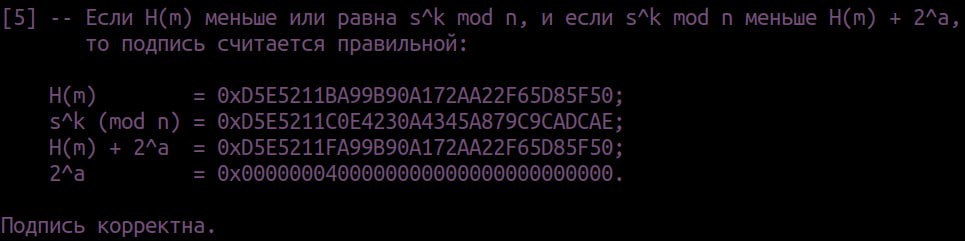 [5] -- Если H(m) меньше или равна s^k mod n, и если s^k mod n меньше H(m) + 2^a,
то подпись считается правильной:
H(m) = 0xD5E5211BA99B90A172AA22F65D85F50;
s^k (mod n) = 0xD5E5211C0E4230A4345A879C9CADCAE;
H(m) + 2^a = 0xD5E5211FA99B90A172AA22F65D85F50;
2^a = 0x0000000400000000000000000000000.
Подпись корректна.